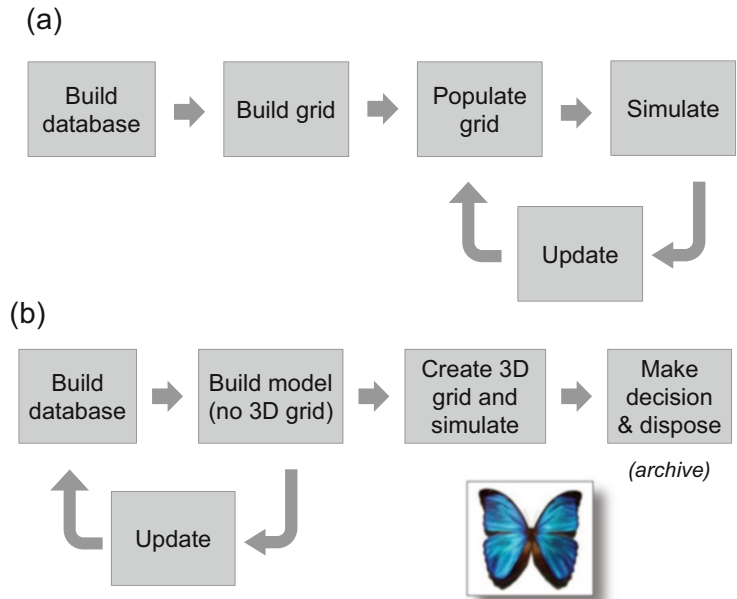 (a)
Build
database
Build grid
Populate
grid
Simulate
Update
(b)
Build
database
Build model
(no 3D grid)
Create 3D
grid and
simulate
Make
decision
& dispose
(archive)
Update